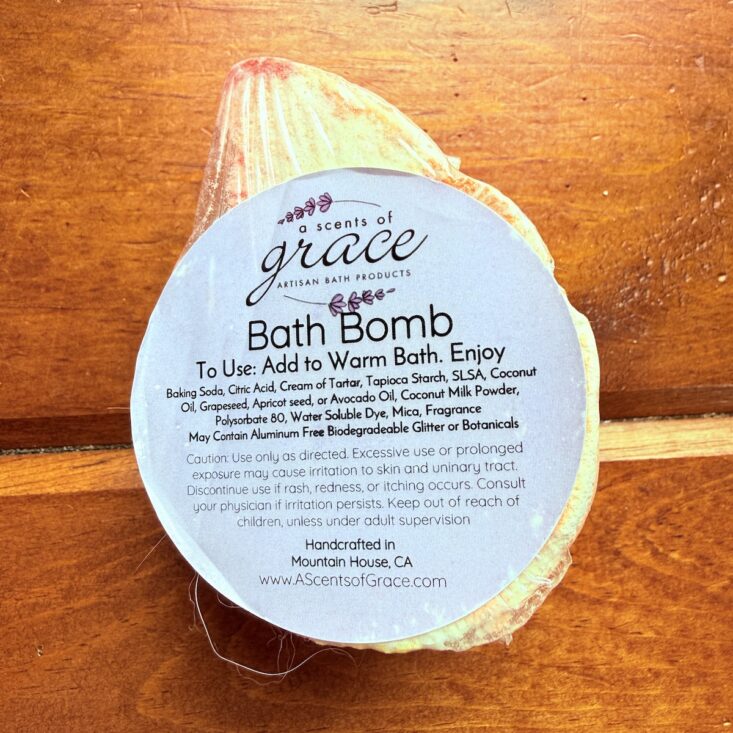 a scents of
grace
ARTISAN BATH PRODUCTS
Bath Bomb
To Use: Add to Warm Bath. Enjoy
Baking Soda, Citric Acid, Cream of Tartar, Tapioca Starch, SLSA, Coconut
Oil, Grapeseed, Apricot seed, or Avocado Oil, Coconut Milk Powder,
Polysorbate 80, Water Soluble Dye, Mica, Fragrance
May Contain Aluminum Free Biodegradeable Glitter or Botanicals
Caution: Use only as directed. Excessive use or prolonged
exposure may cause irritation to skin and uninary tract.
Discontinue use if rash, redness, or itching occurs. Consult
your physician if irritation persists. Keep out of reach of
children, unless under adult supervision
Handcrafted in
Mountain House, CA
www.AScentsofGrace.com